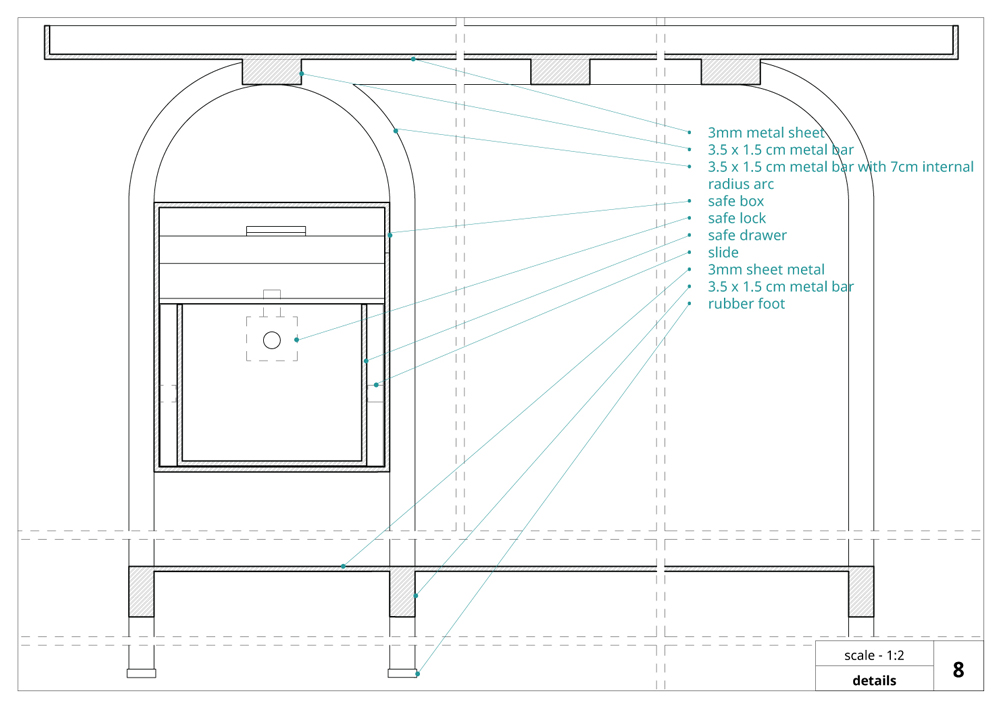 3mm metal sheet
3.5 x 1.5 cm metal bar
3.5 x 1.5 cm metal bar with 7cm internal
radius arc
safe box
safe lock
safe drawer
slide
3mm sheet metal
3.5 x 1.5 cm metal bar
rubber foot
scale - 1:2
details
8